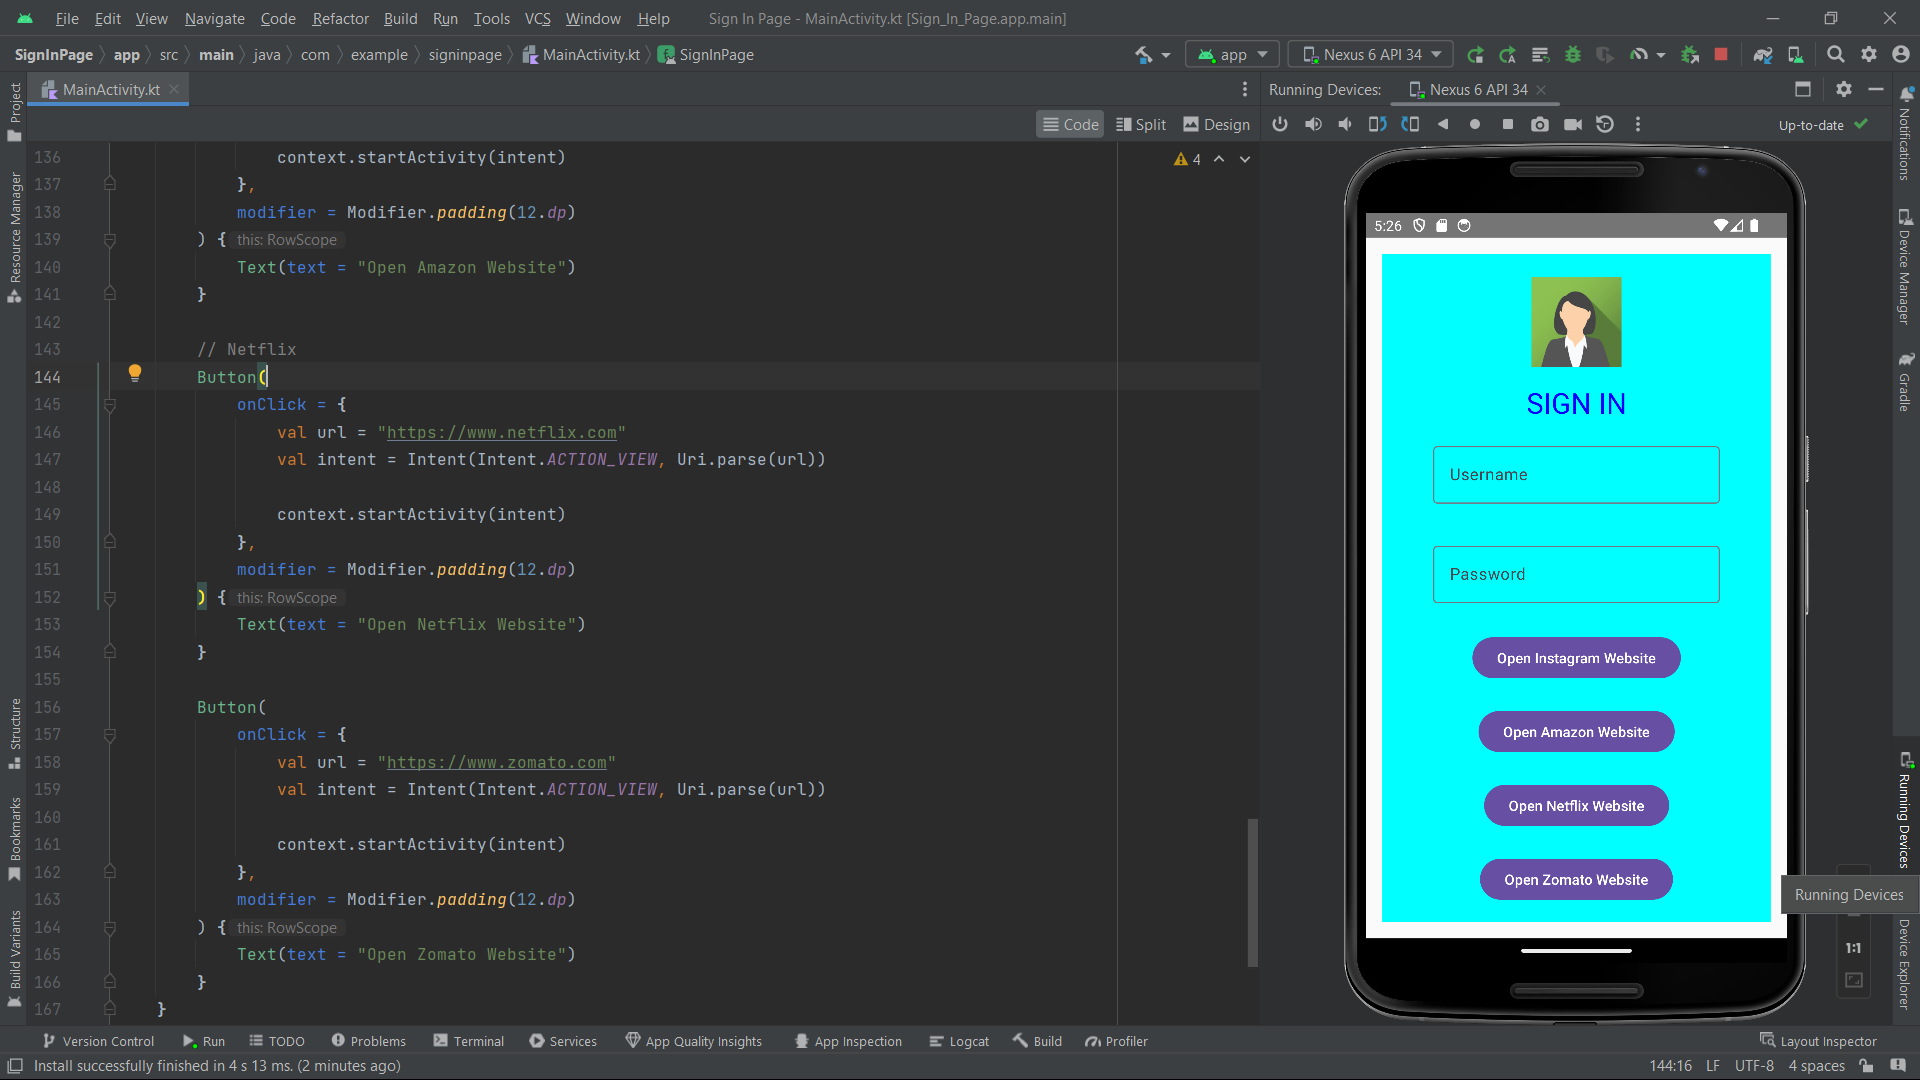 File Edit View Navigate Code Refactor Build Run Tools VCS Window Help Sign In Page - MainActivity.kt [Sign_In_Page.app.main]
SignInPage app src main java com example signinpage MainActivity.kt SignInPage
app Nexus 6 API 34
MainActivity.kt
Running Devices: Nexus 6 API 34
Code Split Design
Up-to-date
4
136 context.startActivity(intent)
137 },
138 modifier = Modifier.padding(12.dp)
139 ) { this: RowScope
140 Text(text = "Open Amazon Website")
141 }
142
143 // Netflix
144 Button(
145 onClick = {
146 val url = "https://www.netflix.com"
147 val intent = Intent(Intent.ACTION_VIEW, Uri.parse(url))
148
149 context.startActivity(intent)
150 },
151 modifier = Modifier.padding(12.dp)
152 ) { this: RowScope
153 Text(text = "Open Netflix Website")
154 }
155
156 Button(
157 onClick = {
158 val url = "https://www.zomato.com"
159 val intent = Intent(Intent.ACTION_VIEW, Uri.parse(url))
160
161 context.startActivity(intent)
162 },
163 modifier = Modifier.padding(12.dp)
164 ) { this: RowScope
165 Text(text = "Open Zomato Website")
166 }
167 }
Project
Resource Manager
Structure
Bookmarks
Build Variants
5:26
SIGN IN
Username
Password
Open Instagram Website
Open Amazon Website
Open Netflix Website
Open Zomato Website
Notifications
Device Manager
Gradle
Running Devices
Running Devices
1:1
Device Explorer
Version Control Run TODO Problems Terminal Services App Quality Insights App Inspection Logcat Build Profiler Layout Inspector
Install successfully finished in 4 s 13 ms. (2 minutes ago) 144:16 LF UTF-8 4 spaces